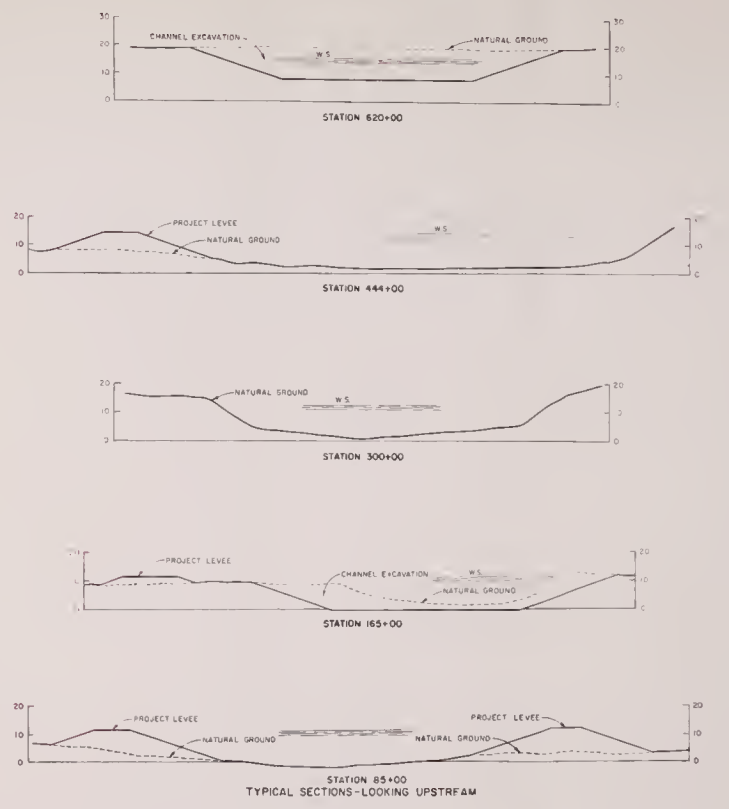 30
30
CHANNEL EXCAVATION
NATURAL GROUND
20
W.S.
20
10
10
0
0
STATION 620+00
20
PROJECT LEVEE
W.S.
NATURAL GROUND
10
10
0
0
STATION 444+00
20
NATURAL GROUND
20
W.S.
10
0
0
STATION 300+00
20
PROJECT LEVEE
CHANNEL EXCAVATION
W.S.
10
NATURAL GROUND
0
STATION 165+00
20
PROJECT LEVEE
PROJECT LEVEE
20
10
NATURAL GROUND
NATURAL GROUND
10
0
0
STATION 85+00
TYPICAL SECTIONS-LOOKING UPSTREAM